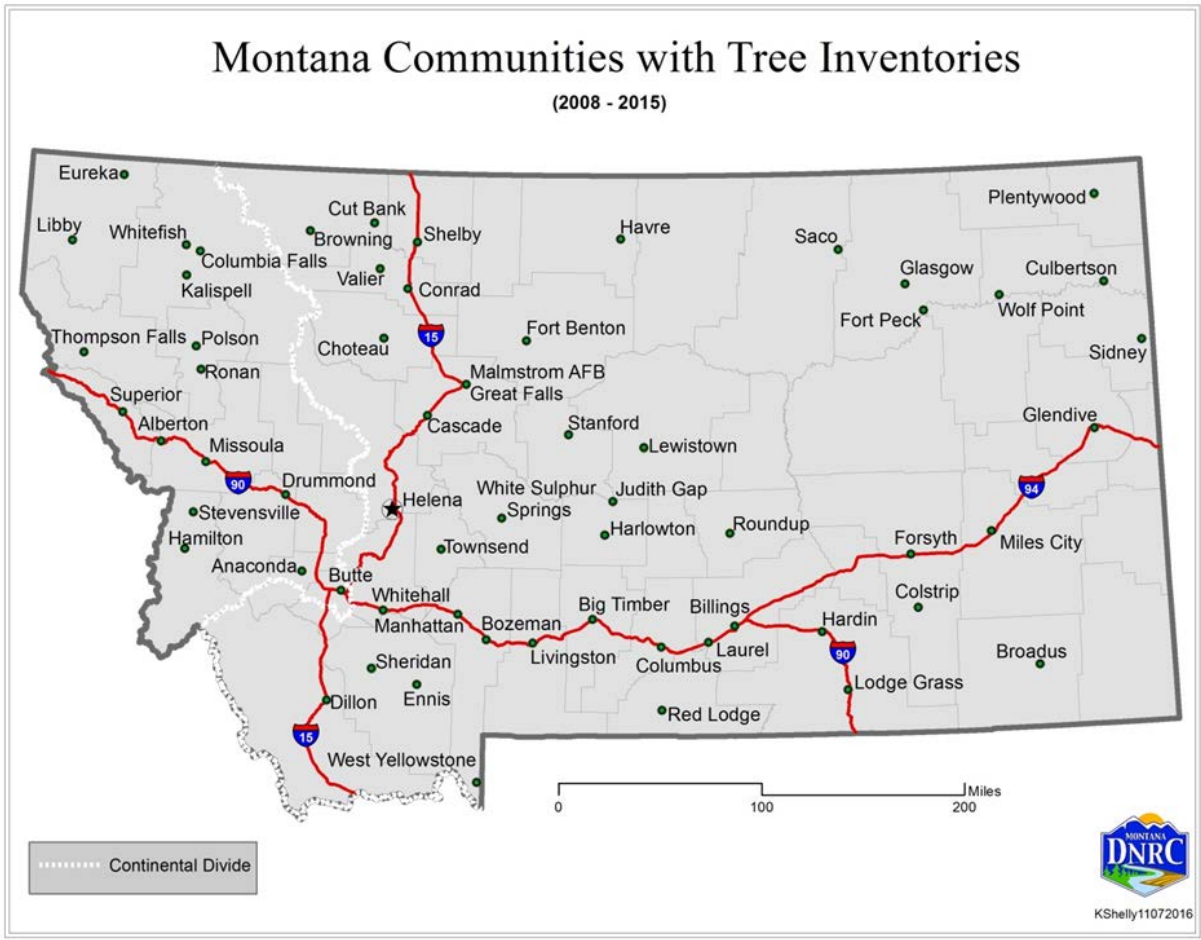 Montana Communities with Tree Inventories
(2008 - 2015)
Eureka
Plentywood
Libby
Whitefish
Cut Bank
Browning
Shelby
Havre
Saco
Columbia Falls
Kalispell
Valier
Conrad
Glasgow
Culbertson
Wolf Point
Fort Peck
15
Fort Benton
Thompson Falls
Polson
Choteau
Sidney
Ronan
Malmstrom AFB
Great Falls
Superior
Alberton
Cascade
Stanford
Glendive
Missoula
Lewistown
90
Drummond
94
White Sulphur
Springs
Judith Gap
Helena
Stevensville
Harlowton
Roundup
Hamilton
Townsend
Forsyth
Miles City
Anaconda
Butte
Whitehall
Colstrip
Manhattan
Bozeman
Big Timber
Billings
Hardin
Livingston
Columbus
Laurel
90
Broadus
Sheridan
Ennis
Lodge Grass
Dillon
Red Lodge
15
West Yellowstone
Miles
0 100 200
Continental Divide
MONTANA
DNRC
KShelly11072016